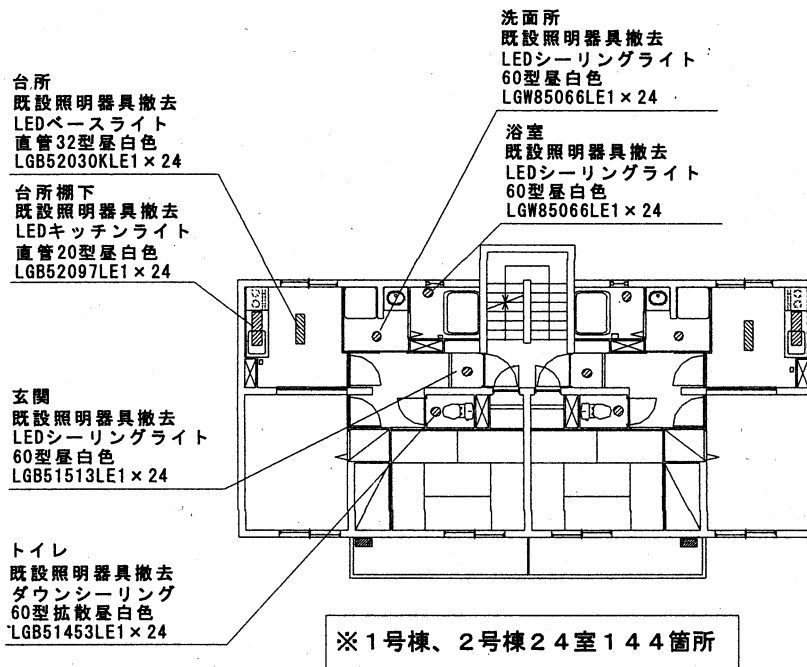 台所
既設照明器具撤去
LEDベースライト
直管32型昼白色
LGB52030KLE1×24
台所棚下
既設照明器具撤去
LEDキッチンライト
直管20型昼白色
LGB52097LE1×24
玄関
既設照明器具撤去
LEDシーリングライト
60型昼白色
LGB51513LE1×24
トイレ
既設照明器具撤去
ダウンシーリング
60型拡散昼白色
LGB51453LE1×24
洗面所
既設照明器具撤去
LEDシーリングライト
60型昼白色
LGW85066LE1×24
浴室
既設照明器具撤去
LEDシーリングライト
60型昼白色
LGW85066LE1×24
※1号棟、2号棟24室144箇所